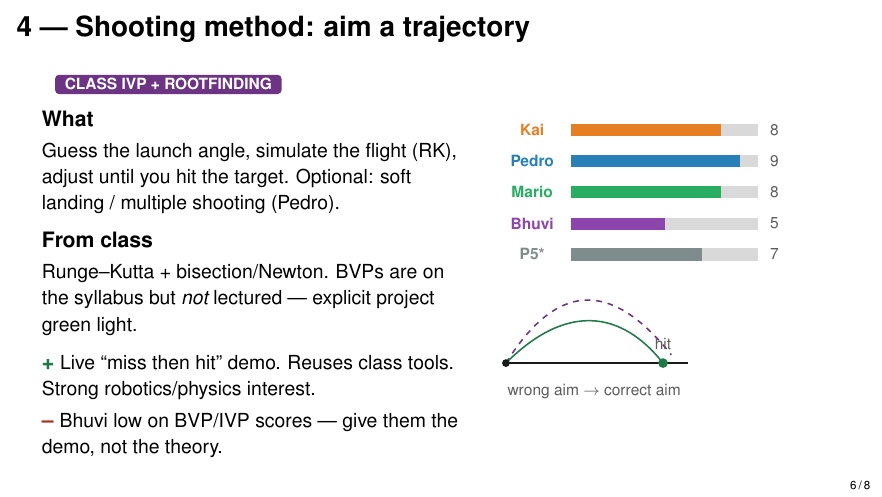 4 — Shooting method: aim a trajectory
CLASS IVP + ROOTFINDING
What
Guess the launch angle, simulate the flight (RK),
adjust until you hit the target. Optional: soft
landing / multiple shooting (Pedro).
From class
Runge–Kutta + bisection/Newton. BVPs are on
the syllabus but not lectured — explicit project
green light.
+ Live “miss then hit” demo. Reuses class tools.
Strong robotics/physics interest.
– Bhuvi low on BVP/IVP scores — give them the
demo, not the theory.
Kai 8
Pedro 9
Mario 8
Bhuvi 5
P5* 7
hit
wrong aim → correct aim
6 / 8